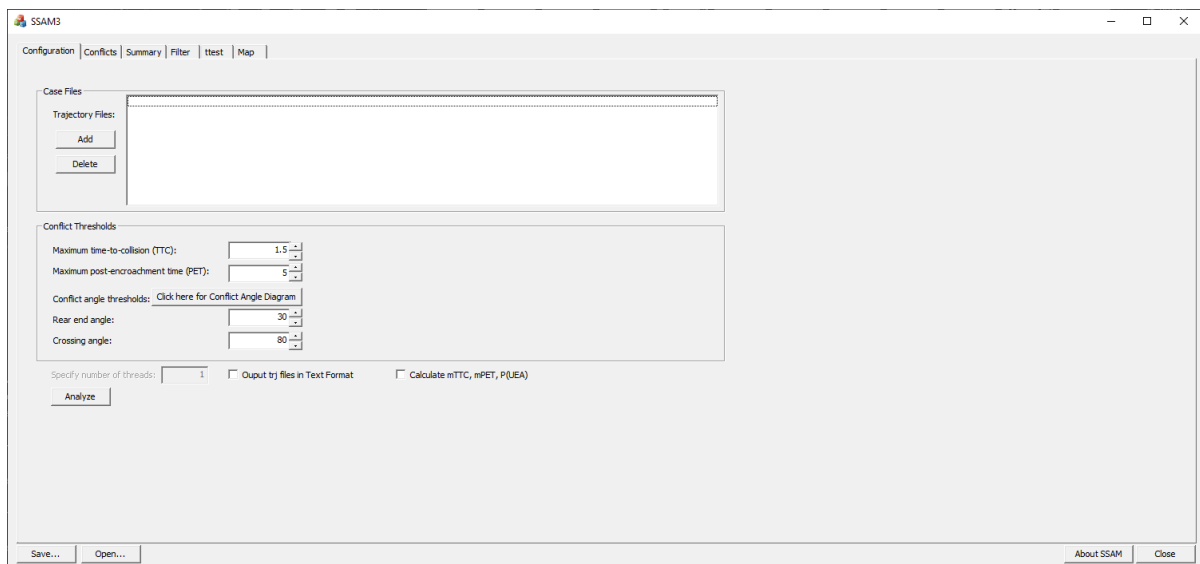 SSAM3
Configuration Conflicts Summary Filter ttest Map
Case Files
Trajectory Files:
Add
Delete
Conflict Thresholds
Maximum time-to-collision (TTC): 1.5
Maximum post-encroachment time (PET): 5
Conflict angle thresholds: Click here for Conflict Angle Diagram
Rear end angle: 30
Crossing angle: 80
Specify number of threads: 1 Ouput trj files in Text Format Calculate mTTC, mPET, P(UEA)
Analyze
Save... Open... About SSAM Close